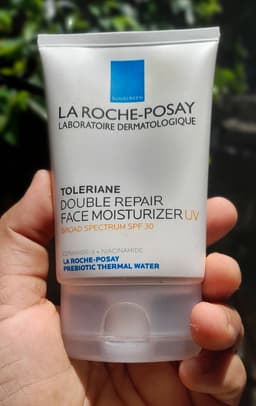 SUNSCREEN
LA ROCHE-POSAY
LABORATOIRE DERMATOLOGIQUE
TOLERIANE
DOUBLE REPAIR
FACE MOISTURIZER UV
BROAD SPECTRUM SPF 30
CERAMIDE-3 + NIACINAMIDE
LA ROCHE-POSAY
PREBIOTIC THERMAL WATER